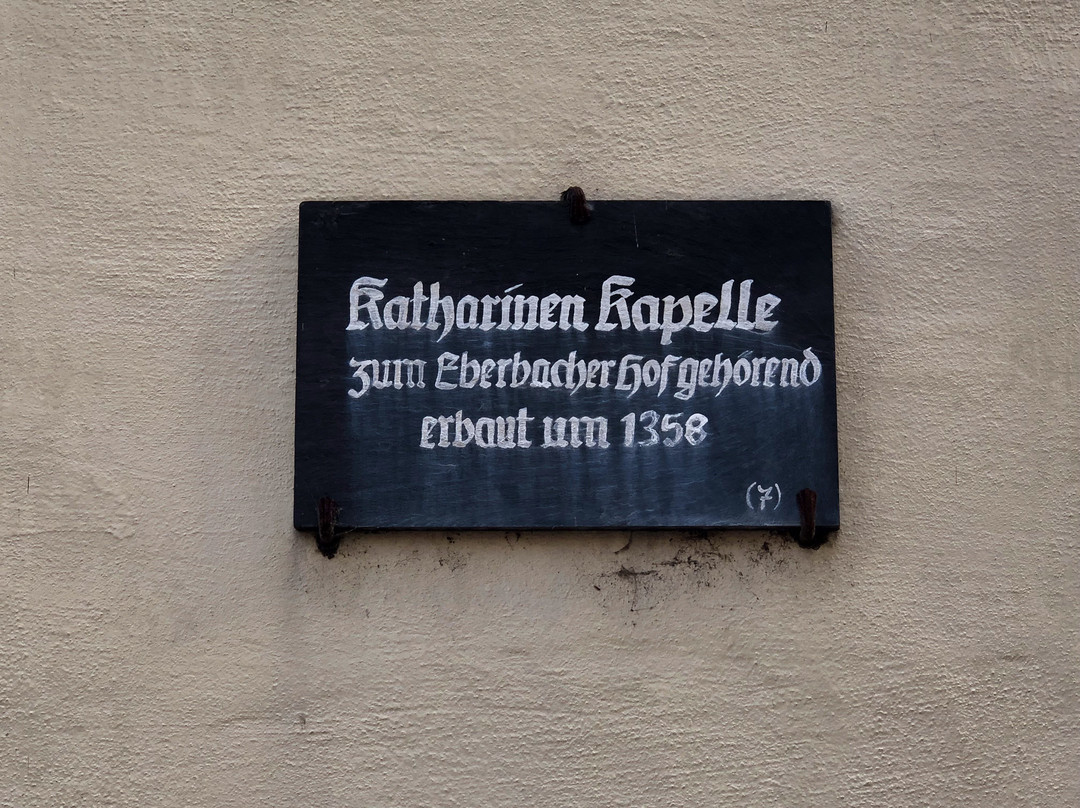 Katharinen Kapelle
zum Eberbacher Hof gehörend
erbaut um 1358
(7)